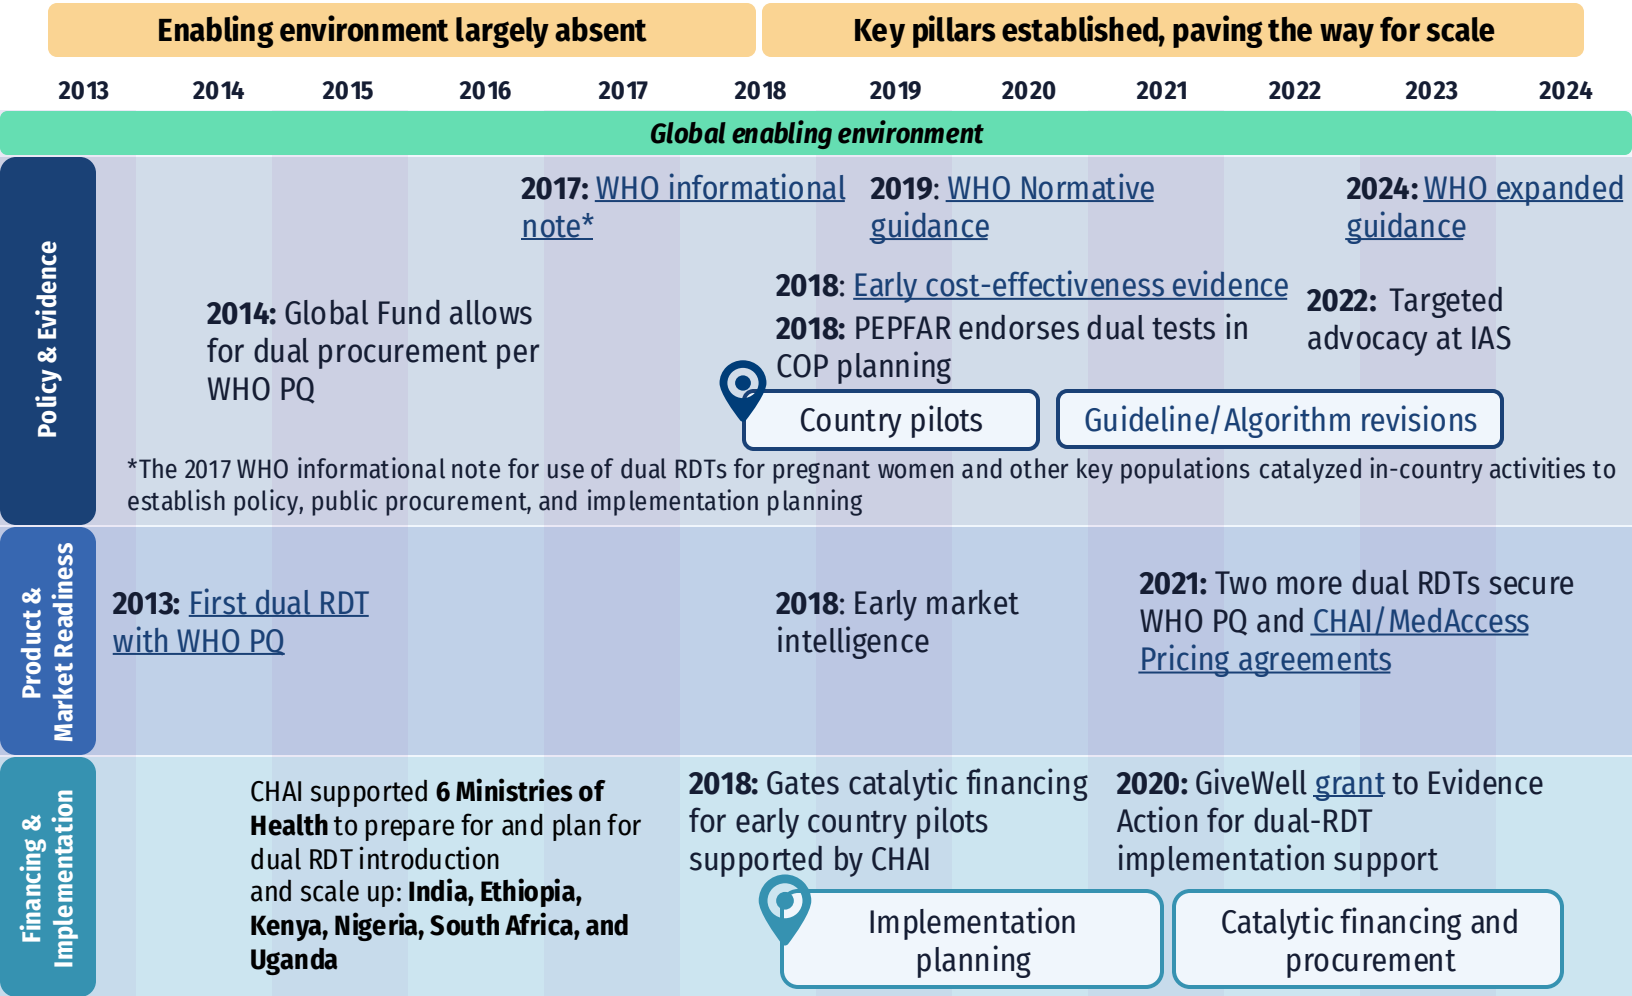 Enabling environment largely absent
Key pillars established, paving the way for scale
2013 2014 2015 2016 2017 2018 2019 2020 2021 2022 2023 2024
Global enabling environment
Policy & Evidence
2017: WHO informational
note*
2019: WHO Normative
guidance
2024: WHO expanded
guidance
2014: Global Fund allows
for dual procurement per
WHO PQ
2018: Early cost-effectiveness evidence
2018: PEPFAR endorses dual tests in
COP planning
2022: Targeted
advocacy at IAS
Country pilots
Guideline/Algorithm revisions
*The 2017 WHO informational note for use of dual RDTs for pregnant women and other key populations catalyzed in-country activities to
establish policy, public procurement, and implementation planning
Product &
Market Readiness
2013: First dual RDT
with WHO PQ
2018: Early market
intelligence
2021: Two more dual RDTs secure
WHO PQ and CHAI/MedAccess
Pricing agreements
Financing &
Implementation
CHAI supported 6 Ministries of
Health to prepare for and plan for
dual RDT introduction
and scale up: India, Ethiopia,
Kenya, Nigeria, South Africa, and
Uganda
2018: Gates catalytic financing
for early country pilots
supported by CHAI
2020: GiveWell grant to Evidence
Action for dual-RDT
implementation support
Implementation
planning
Catalytic financing and
procurement